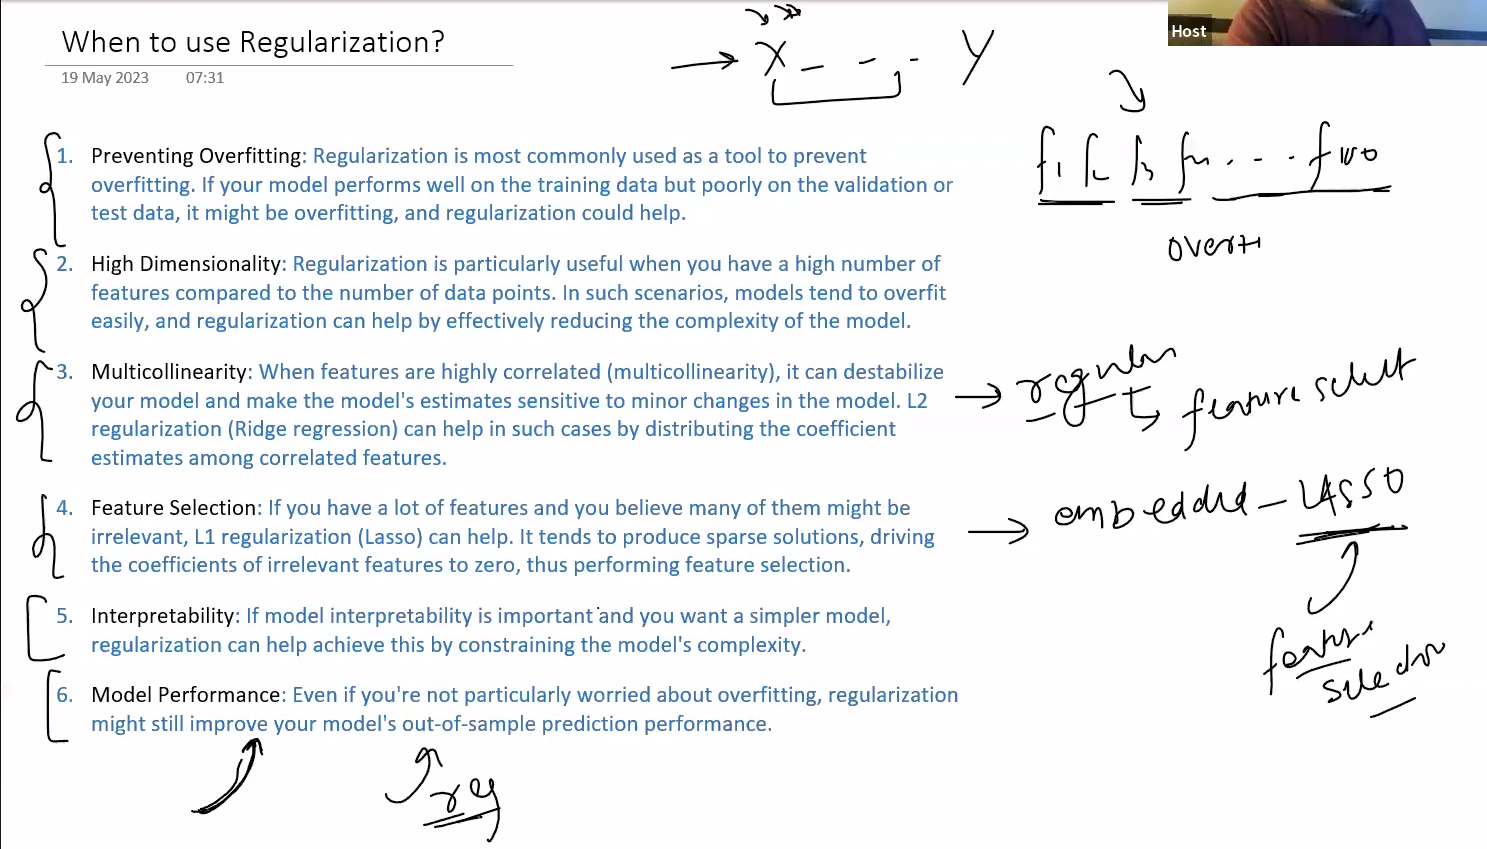 When to use Regularization?
19 May 2023 07:31
X - - - Y
Host
f1 f2 f3 f4 . - - . f100
overf
1. Preventing Overfitting: Regularization is most commonly used as a tool to prevent
overfitting. If your model performs well on the training data but poorly on the validation or
test data, it might be overfitting, and regularization could help.
2. High Dimensionality: Regularization is particularly useful when you have a high number of
features compared to the number of data points. In such scenarios, models tend to overfit
easily, and regularization can help by effectively reducing the complexity of the model.
3. Multicollinearity: When features are highly correlated (multicollinearity), it can destabilize
your model and make the model's estimates sensitive to minor changes in the model. L2
regularization (Ridge regression) can help in such cases by distributing the coefficient
estimates among correlated features.
→ regular
↳ feature select
4. Feature Selection: If you have a lot of features and you believe many of them might be
irrelevant, L1 regularization (Lasso) can help. It tends to produce sparse solutions, driving
the coefficients of irrelevant features to zero, thus performing feature selection.
→ embedded - LASSO
feature
selection
5. Interpretability: If model interpretability is important and you want a simpler model,
regularization can help achieve this by constraining the model's complexity.
6. Model Performance: Even if you're not particularly worried about overfitting, regularization
might still improve your model's out-of-sample prediction performance.
reg